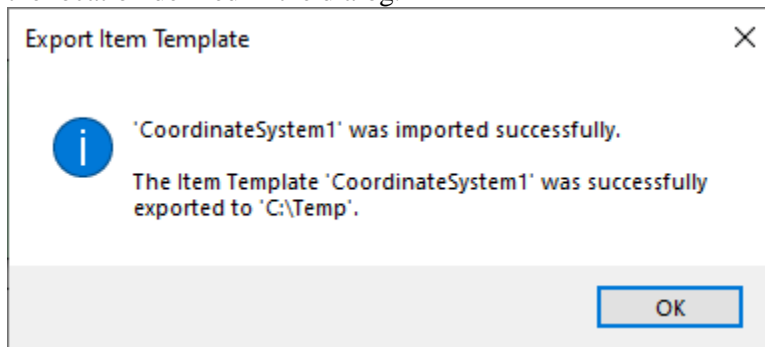 Export Item Template
'CoordinateSystem1' was imported successfully.
The Item Template 'CoordinateSystem1' was successfully
exported to 'C:\Temp'.
OK